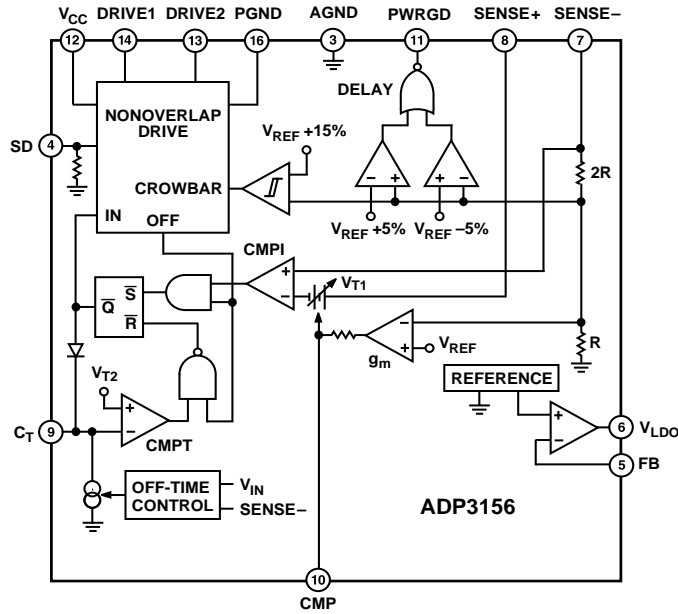 VCC DRIVE1 DRIVE2 PGND AGND PWRGD SENSE+ SENSE–
12 14 13 16 3 11 8 7
DELAY
NONOVERLAP
DRIVE
VREF +15%
SD 4
2R
CROWBAR
– + – +
IN
OFF
VREF +5% VREF –5%
CMPI
+
VT1
–
Q S
R
–
R
VREF
+
gm
VT2
REFERENCE
+
+
CT 9
–
6 VLDO
CMPT
–
5 FB
VIN
OFF-TIME
CONTROL
SENSE–
ADP3156
10
CMP